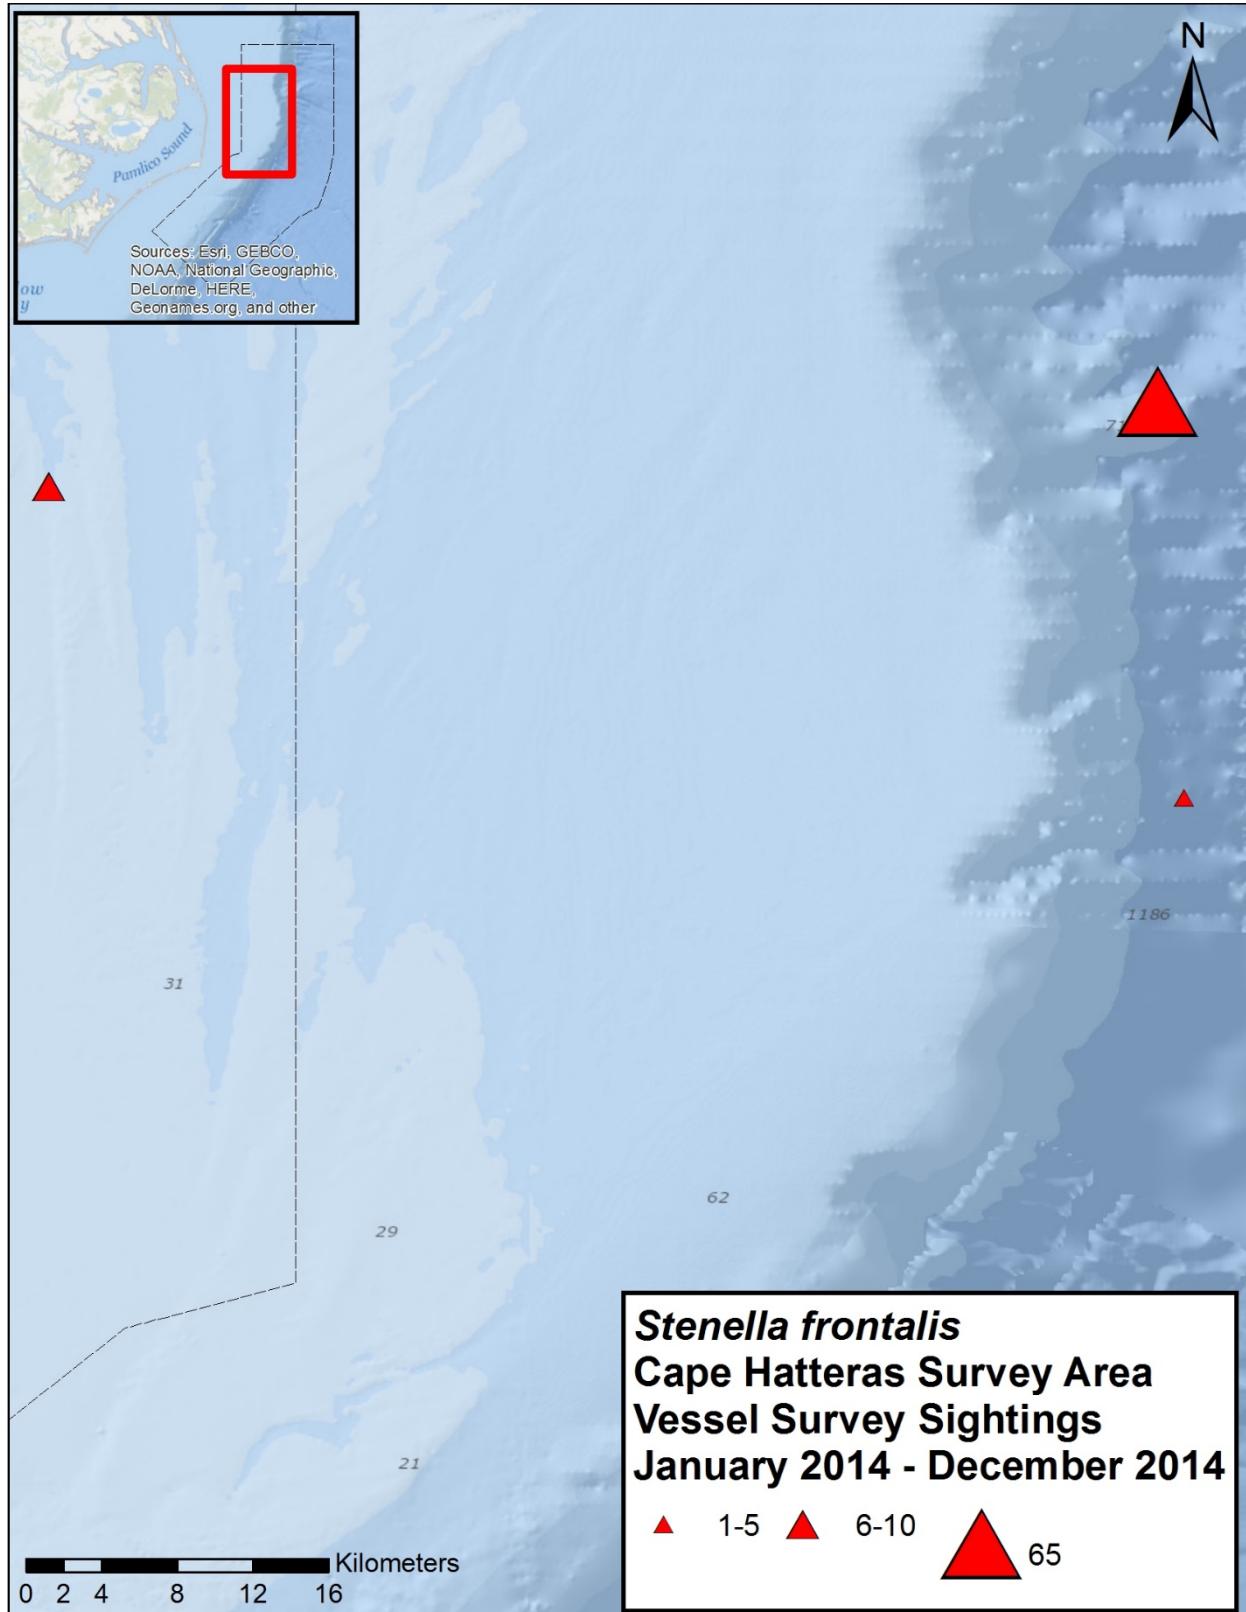 N
Pamlico Sound
Sources: Esri, GEBCO,
NOAA, National Geographic,
DeLorme, HERE,
Geonames.org, and other
ow
y
71
1186
31
62
29
21
Stenella frontalis
Cape Hatteras Survey Area
Vessel Survey Sightings
January 2014 - December 2014
1-5 6-10 65
Kilometers
0 2 4 8 12 16